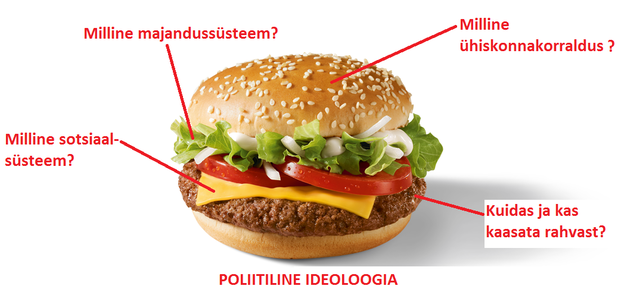 Milline majandussüsteem?
Milline
ühiskonnakorraldus ?
Milline sotsiaal-
süsteem?
Kuidas ja kas
kaasata rahvast?
POLIITILINE IDEOLOOGIA